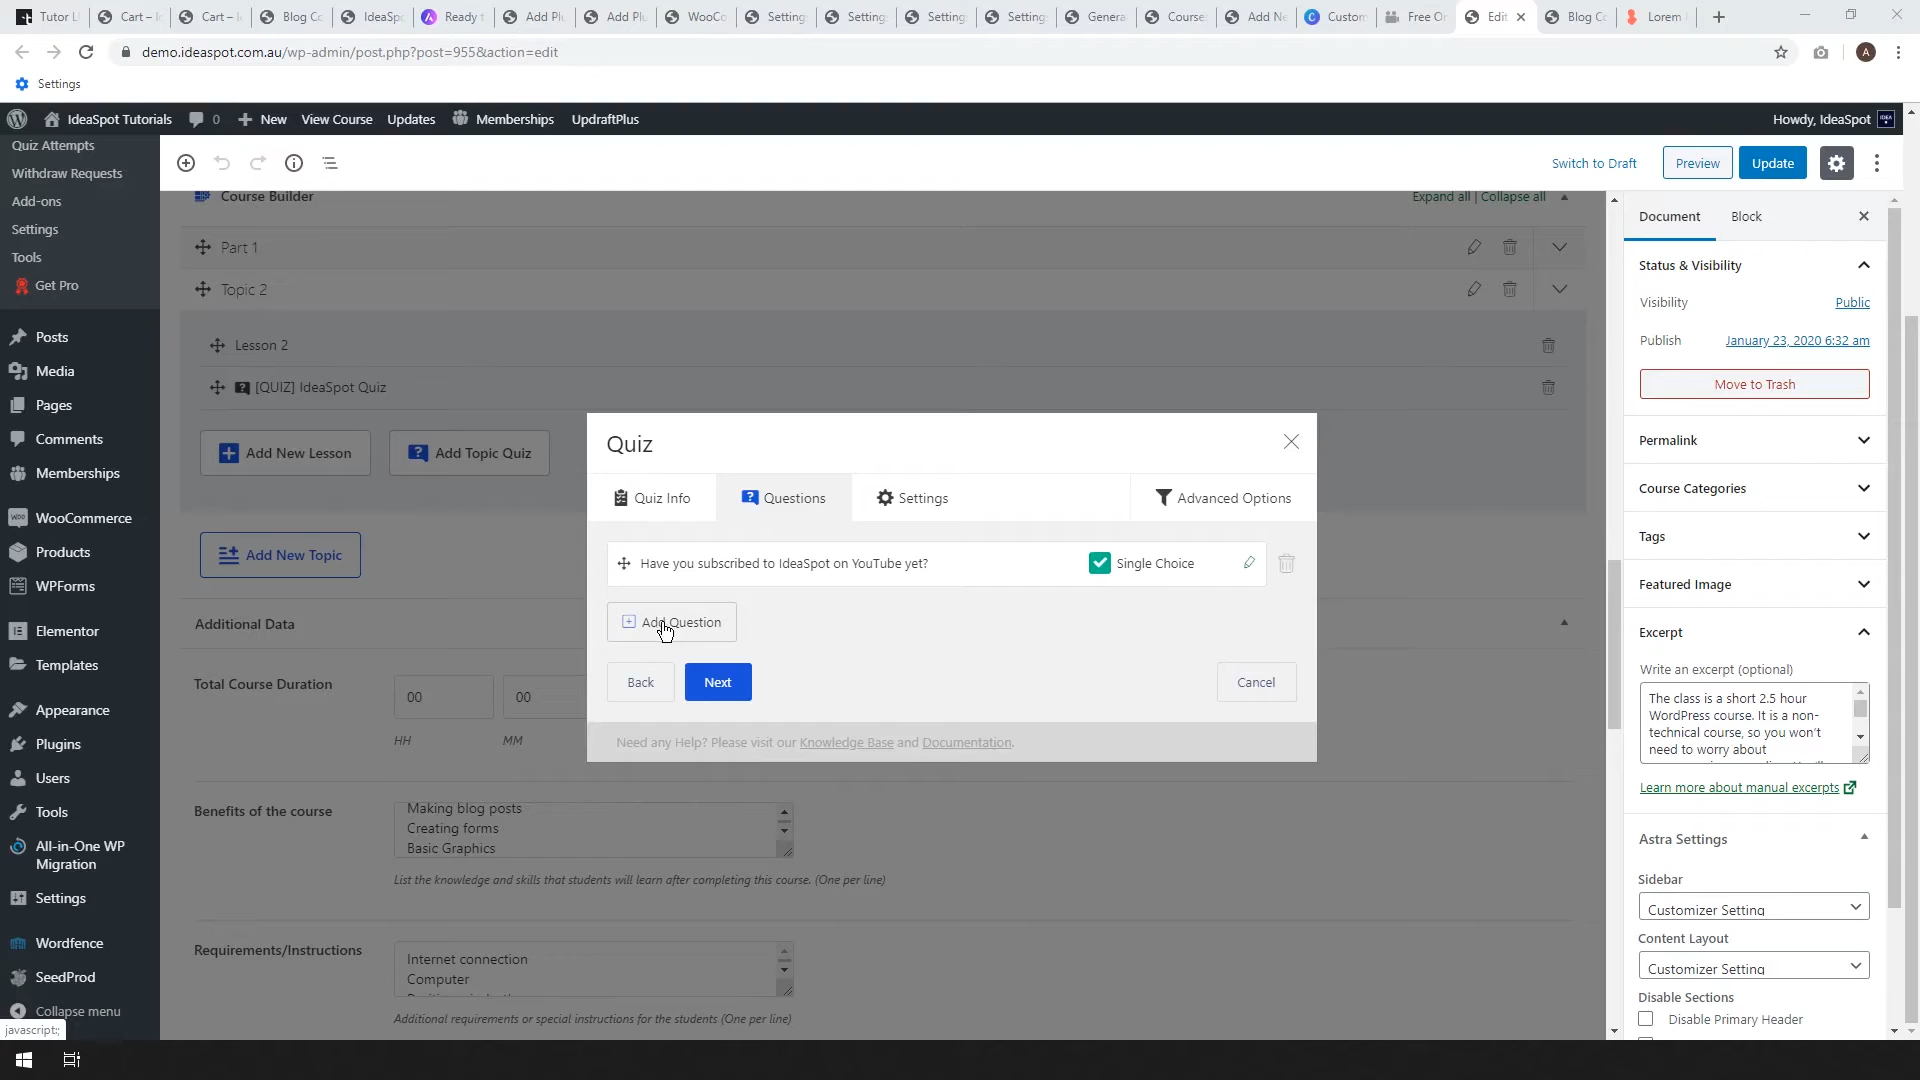 Tutor L
Cart – I
Cart – I
Blog Co
IdeaSp
Ready t
Add Pl
Add Plu
WooCo
Setting
Setting
Setting
Setting
Genera
Course
Add Ne
Custom
Free On
Edit
Blog Co
Lorem
demo.ideaspot.com.au/wp-admin/post.php?post=955&action=edit
A
Settings
IdeaSpot Tutorials
0
New
View Course
Updates
Memberships
UpdraftPlus
Howdy, IdeaSpot
Quiz Attempts
Withdraw Requests
Add-ons
Settings
Tools
Get Pro
Posts
Media
Pages
Comments
Memberships
WooCommerce
Products
WPForms
Elementor
Templates
Appearance
Plugins
Users
Tools
All-in-One WP
Migration
Settings
Wordfence
SeedProd
Collapse menu
javascript:;
Switch to Draft
Preview
Update
Course Builder
Expand all | Collapse all
Part 1
Topic 2
Lesson 2
[QUIZ] IdeaSpot Quiz
Add New Lesson
Add Topic Quiz
Add New Topic
Quiz
Quiz Info
Questions
Settings
Advanced Options
Have you subscribed to IdeaSpot on YouTube yet?
Single Choice
Add Question
Back
Next
Cancel
Need any Help? Please visit our Knowledge Base and Documentation.
Additional Data
Total Course Duration
00
00
HH
MM
Benefits of the course
Making blog posts
Creating forms
Basic Graphics
List the knowledge and skills that students will learn after completing this course. (One per line)
Requirements/Instructions
Internet connection
Computer
Additional requirements or special instructions for the students (One per line)
Document
Block
Status & Visibility
Visibility
Public
Publish
January 23, 2020 6:32 am
Move to Trash
Permalink
Course Categories
Tags
Featured Image
Excerpt
Write an excerpt (optional)
The class is a short 2.5 hour
WordPress course. It is a non-
technical course, so you won't
need to worry about
Learn more about manual excerpts
Astra Settings
Sidebar
Customizer Setting
Content Layout
Customizer Setting
Disable Sections
Disable Primary Header